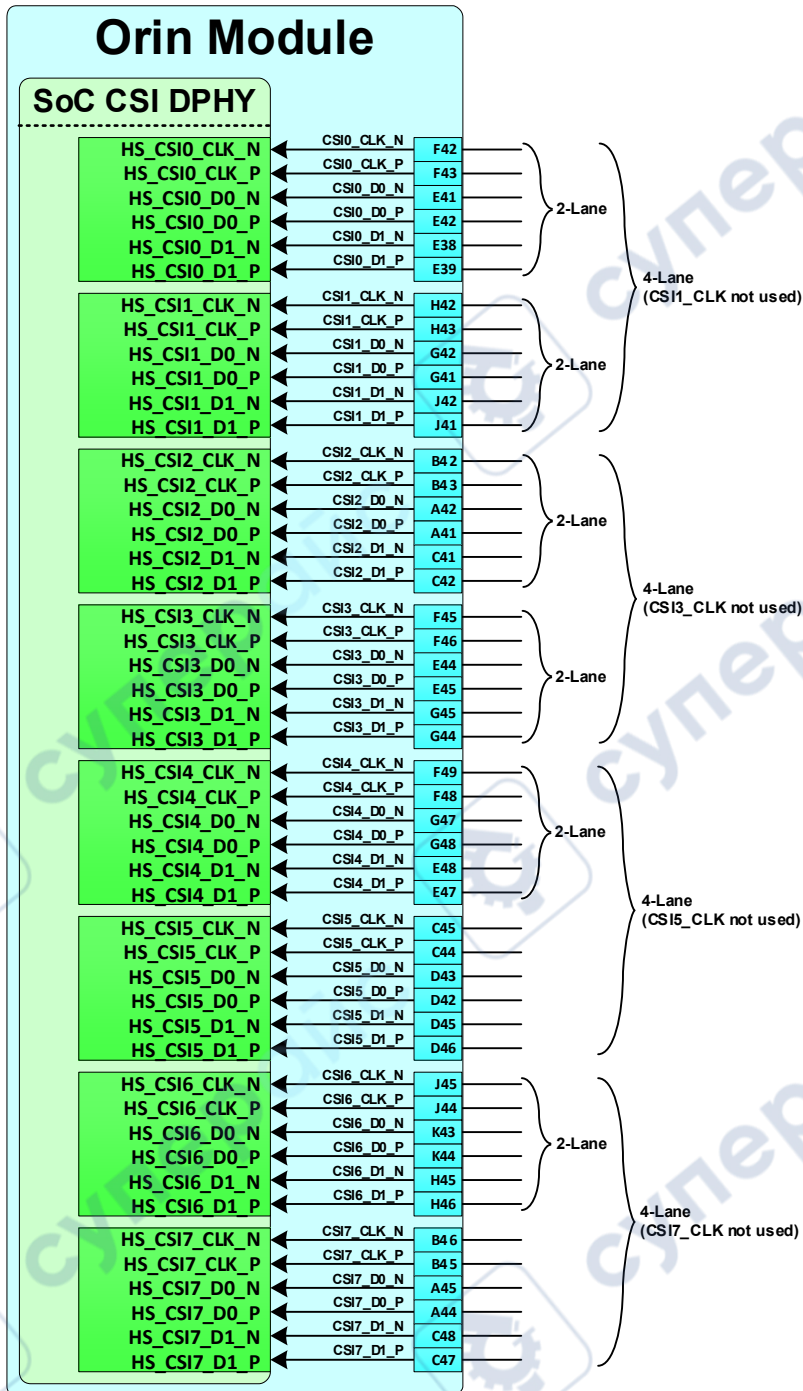 Orin Module
SoC CSI DPHY
HS_CSI0_CLK_N CSI0_CLK_N F42
HS_CSI0_CLK_P CSI0_CLK_P F43
HS_CSI0_D0_N CSI0_D0_N E41
HS_CSI0_D0_P CSI0_D0_P E42
HS_CSI0_D1_N CSI0_D1_N E38
HS_CSI0_D1_P CSI0_D1_P E39
2-Lane
HS_CSI1_CLK_N CSI1_CLK_N H42
HS_CSI1_CLK_P CSI1_CLK_P H43
HS_CSI1_D0_N CSI1_D0_N G42
HS_CSI1_D0_P CSI1_D0_P G41
HS_CSI1_D1_N CSI1_D1_N J42
HS_CSI1_D1_P CSI1_D1_P J41
2-Lane
4-Lane
(CSI1_CLK not used)
HS_CSI2_CLK_N CSI2_CLK_N B42
HS_CSI2_CLK_P CSI2_CLK_P B43
HS_CSI2_D0_N CSI2_D0_N A42
HS_CSI2_D0_P CSI2_D0_P A41
HS_CSI2_D1_N CSI2_D1_N C41
HS_CSI2_D1_P CSI2_D1_P C42
2-Lane
HS_CSI3_CLK_N CSI3_CLK_N F45
HS_CSI3_CLK_P CSI3_CLK_P F46
HS_CSI3_D0_N CSI3_D0_N E44
HS_CSI3_D0_P CSI3_D0_P E45
HS_CSI3_D1_N CSI3_D1_N G45
HS_CSI3_D1_P CSI3_D1_P G44
2-Lane
4-Lane
(CSI3_CLK not used)
HS_CSI4_CLK_N CSI4_CLK_N F49
HS_CSI4_CLK_P CSI4_CLK_P F48
HS_CSI4_D0_N CSI4_D0_N G47
HS_CSI4_D0_P CSI4_D0_P G48
HS_CSI4_D1_N CSI4_D1_N E48
HS_CSI4_D1_P CSI4_D1_P E47
2-Lane
HS_CSI5_CLK_N CSI5_CLK_N C45
HS_CSI5_CLK_P CSI5_CLK_P C44
HS_CSI5_D0_N CSI5_D0_N D43
HS_CSI5_D0_P CSI5_D0_P D42
HS_CSI5_D1_N CSI5_D1_N D45
HS_CSI5_D1_P CSI5_D1_P D46
4-Lane
(CSI5_CLK not used)
HS_CSI6_CLK_N CSI6_CLK_N J45
HS_CSI6_CLK_P CSI6_CLK_P J44
HS_CSI6_D0_N CSI6_D0_N K43
HS_CSI6_D0_P CSI6_D0_P K44
HS_CSI6_D1_N CSI6_D1_N H45
HS_CSI6_D1_P CSI6_D1_P H46
2-Lane
HS_CSI7_CLK_N CSI7_CLK_N B46
HS_CSI7_CLK_P CSI7_CLK_P B45
HS_CSI7_D0_N CSI7_D0_N A45
HS_CSI7_D0_P CSI7_D0_P A44
HS_CSI7_D1_N CSI7_D1_N C48
HS_CSI7_D1_P CSI7_D1_P C47
4-Lane
(CSI7_CLK not used)